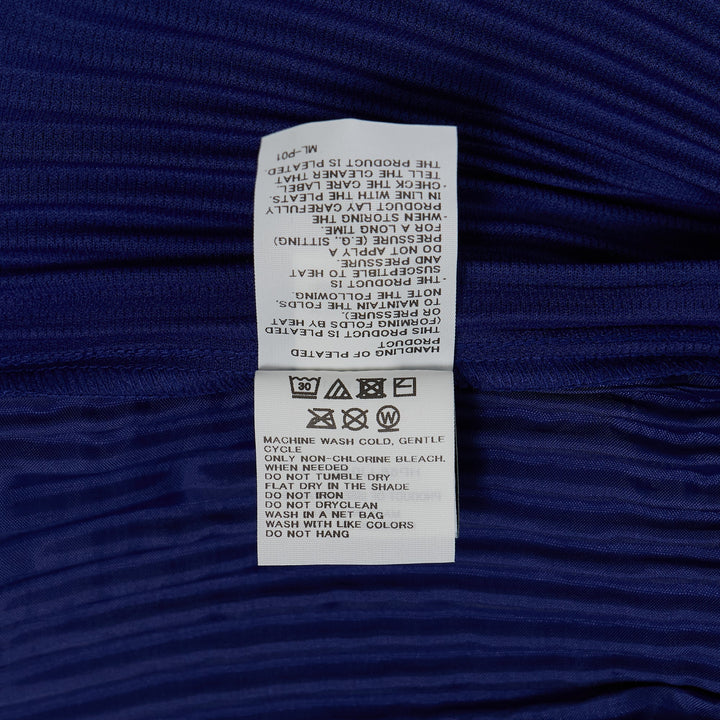 HANDLING OF PLEATED
PRODUCT
THIS PRODUCT IS PLEATED
(FORMING FOLDS BY HEAT
OR PRESSURE).
TO MAINTAIN THE FOLDS.
NOTE THE FOLLOWING.
-THE PRODUCT IS
SUSCEPTIBLE TO HEAT
AND PRESSURE.
DO NOT APPLY A
PRESSURE (E.G., SITTING)
FOR A LONG TIME.
-WHEN STORING THE
PRODUCT LAY CAREFULLY
IN LINE WITH THE PLEATS.
-CHECK THE CARE LABEL.
TELL THE CLEANER THAT
THE PRODUCT IS PLEATED.
ML-P01
30
W
MACHINE WASH COLD, GENTLE
CYCLE
ONLY NON-CHLORINE BLEACH.
WHEN NEEDED
DO NOT TUMBLE DRY
FLAT DRY IN THE SHADE
DO NOT IRON
DO NOT DRYCLEAN
WASH IN A NET BAG
WASH WITH LIKE COLORS
DO NOT HANG